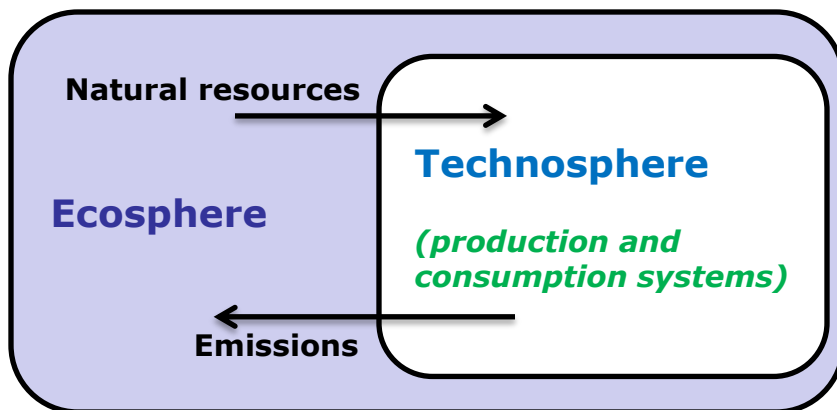 Natural resources
Technosphere
Ecosphere
(production and
consumption systems)
Emissions